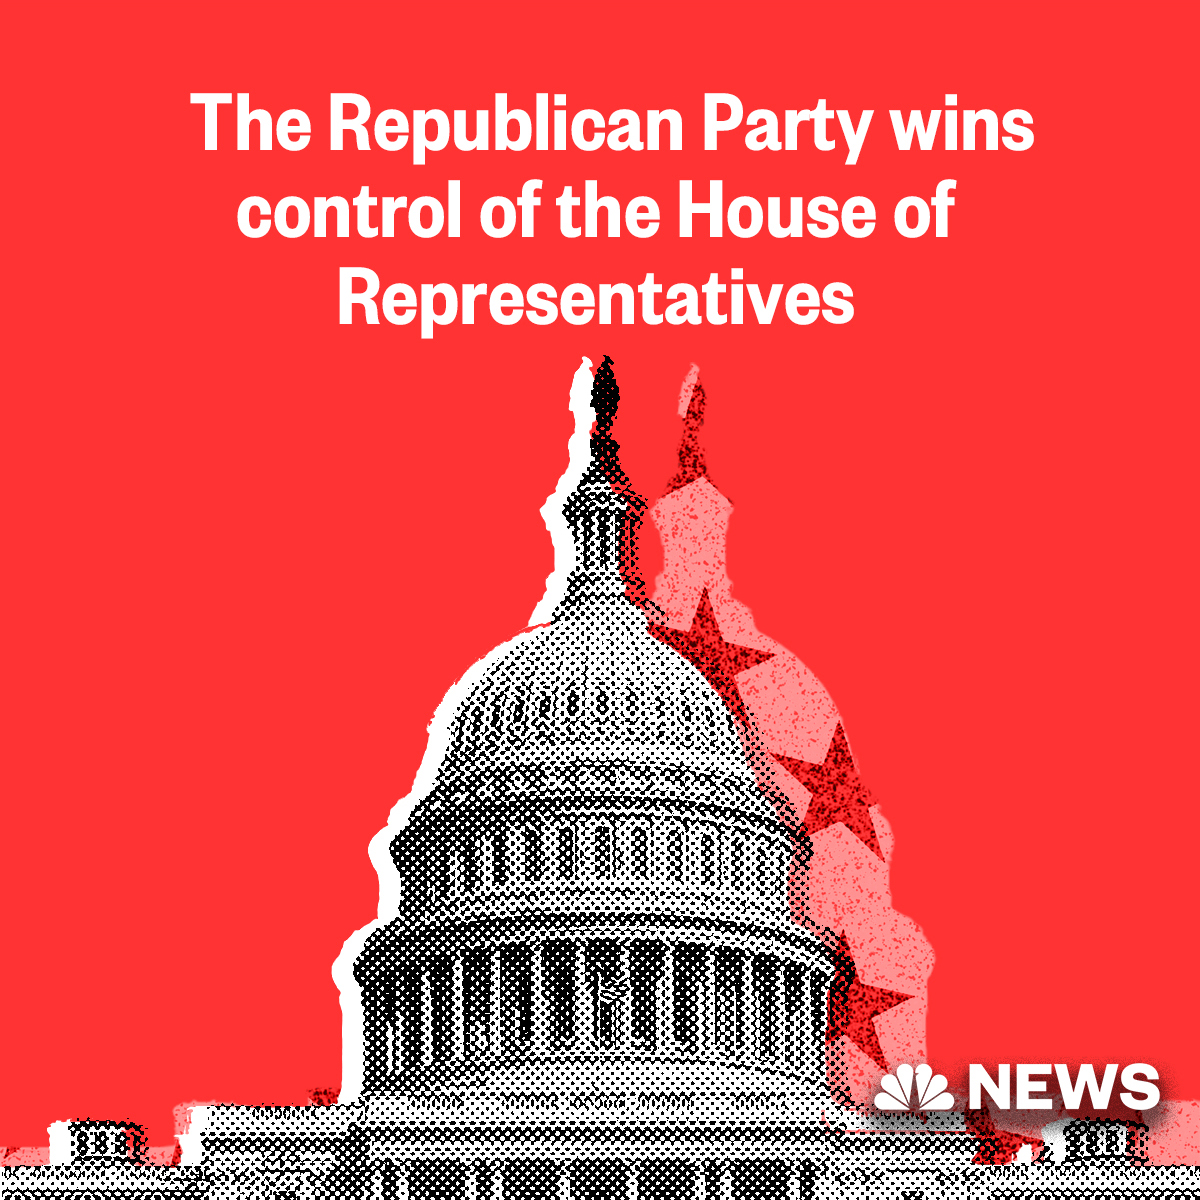 The Republican Party wins
control of the House of
Representatives
NEWS